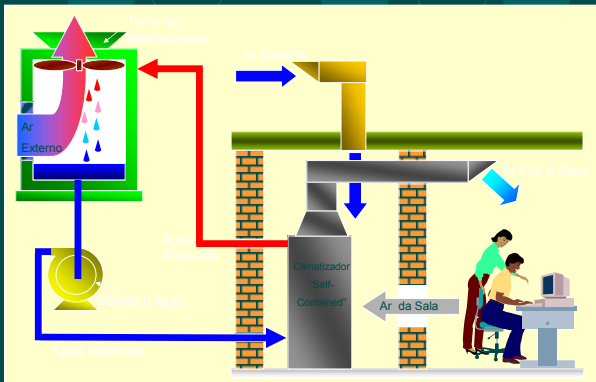 Torre de
Resfriamento
Ar Externo
Ar
Externo
Ar Frio e Seco
Água
Aquecida
Climatizador
"Self-
Contained"
Ar da Sala
Bomba d'água
Água Resfriada